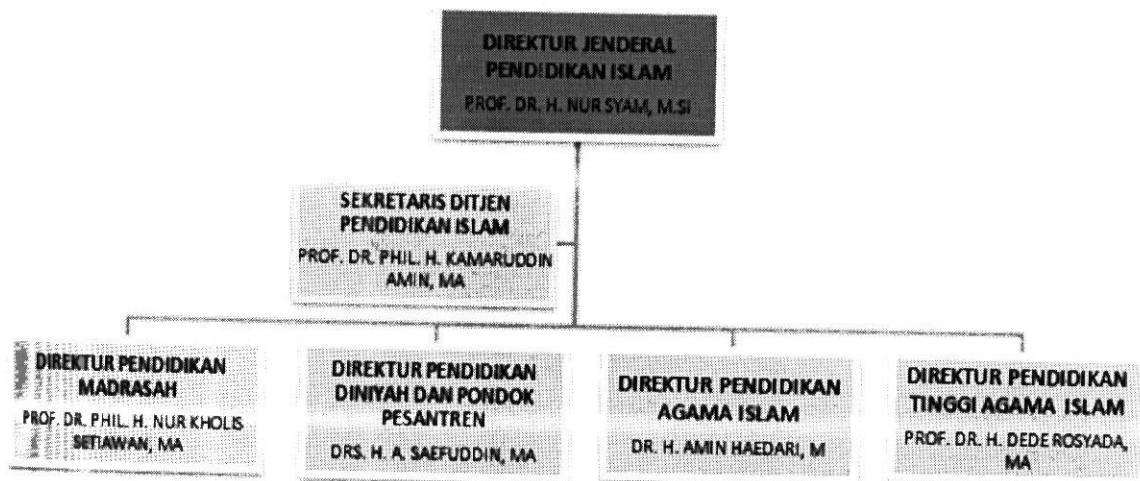 DIREKTUR JENDERAL
PENDIDIKAN ISLAM
PROF. DR. H. NUR SYAM, M.SI
SEKRETARIS DITJEN
PENDIDIKAN ISLAM
PROF. DR. PHIL. H. KAMARUDDIN
AMIN, MA
DIREKTUR PENDIDIKAN
MADRASAH
PROF. DR. PHIL. H. NUR KHOLIS
SETIAWAN, MA
DIREKTUR PENDIDIKAN
DINIYAH DAN PONDOK
PESANTREN
DRS. H. A. SAEFUDDIN, MA
DIREKTUR PENDIDIKAN
AGAMA ISLAM
DR. H. AMIN HAEDARI, M
DIREKTUR PENDIDIKAN
TINGGI AGAMA ISLAM
PROF. DR. H. DEDE ROSYADA,
MA